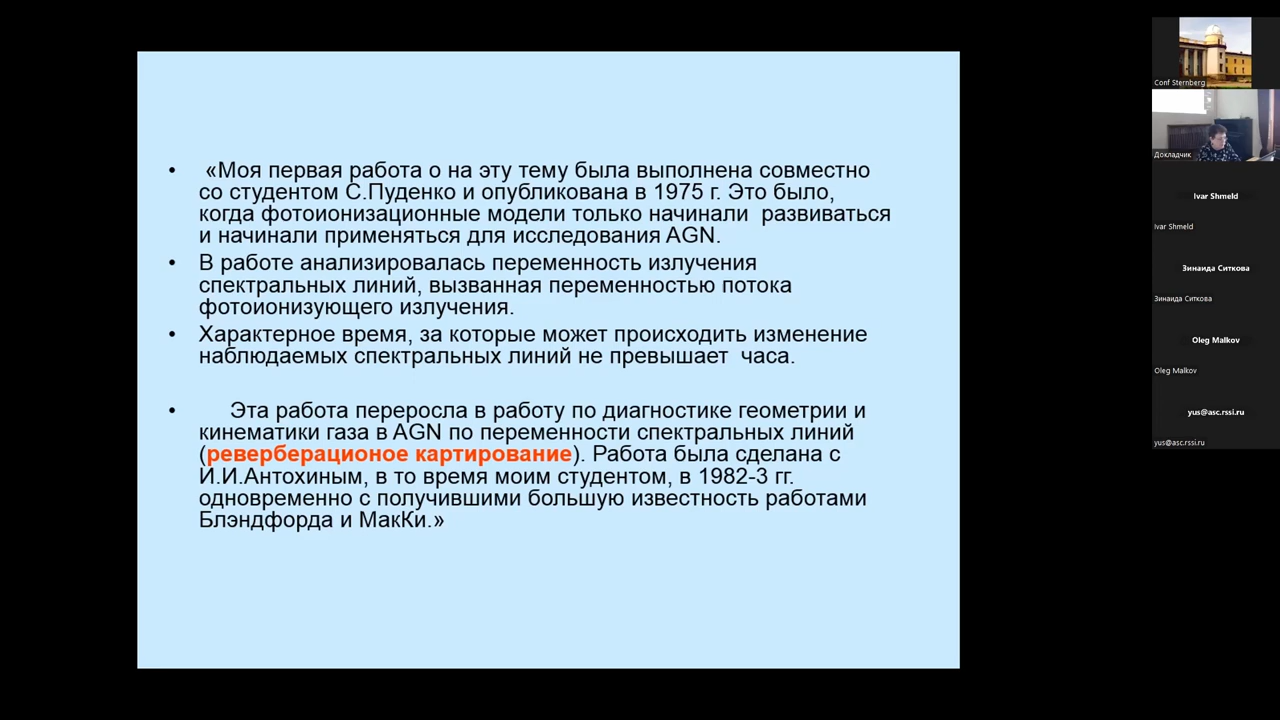 «Моя первая работа о на эту тему была выполнена совместно
со студентом С.Пуденко и опубликована в 1975 г. Это было,
когда фотоионизационные модели только начинали развиваться
и начинали применяться для исследования AGN.
В работе анализировалась переменность излучения
спектральных линий, вызванная переменностью потока
фотоионизующего излучения.
Характерное время, за которые может происходить изменение
наблюдаемых спектральных линий не превышает часа.
Эта работа переросла в работу по диагностике геометрии и
кинематики газа в AGN по переменности спектральных линий
(реверберационое картирование). Работа была сделана с
И.И.Антохиным, в то время моим студентом, в 1982-3 гг.
одновременно с получившими большую известность работами
Блэндфорда и МакКи.»
Conf Sternberg
Докладчик
Ivar Shmeld
Ivar Shmeld
Зинаида Ситкова
Зинаида Ситкова
Oleg Malkov
Oleg Malkov
yus@asc.rssi.ru
yus@asc.rssi.ru